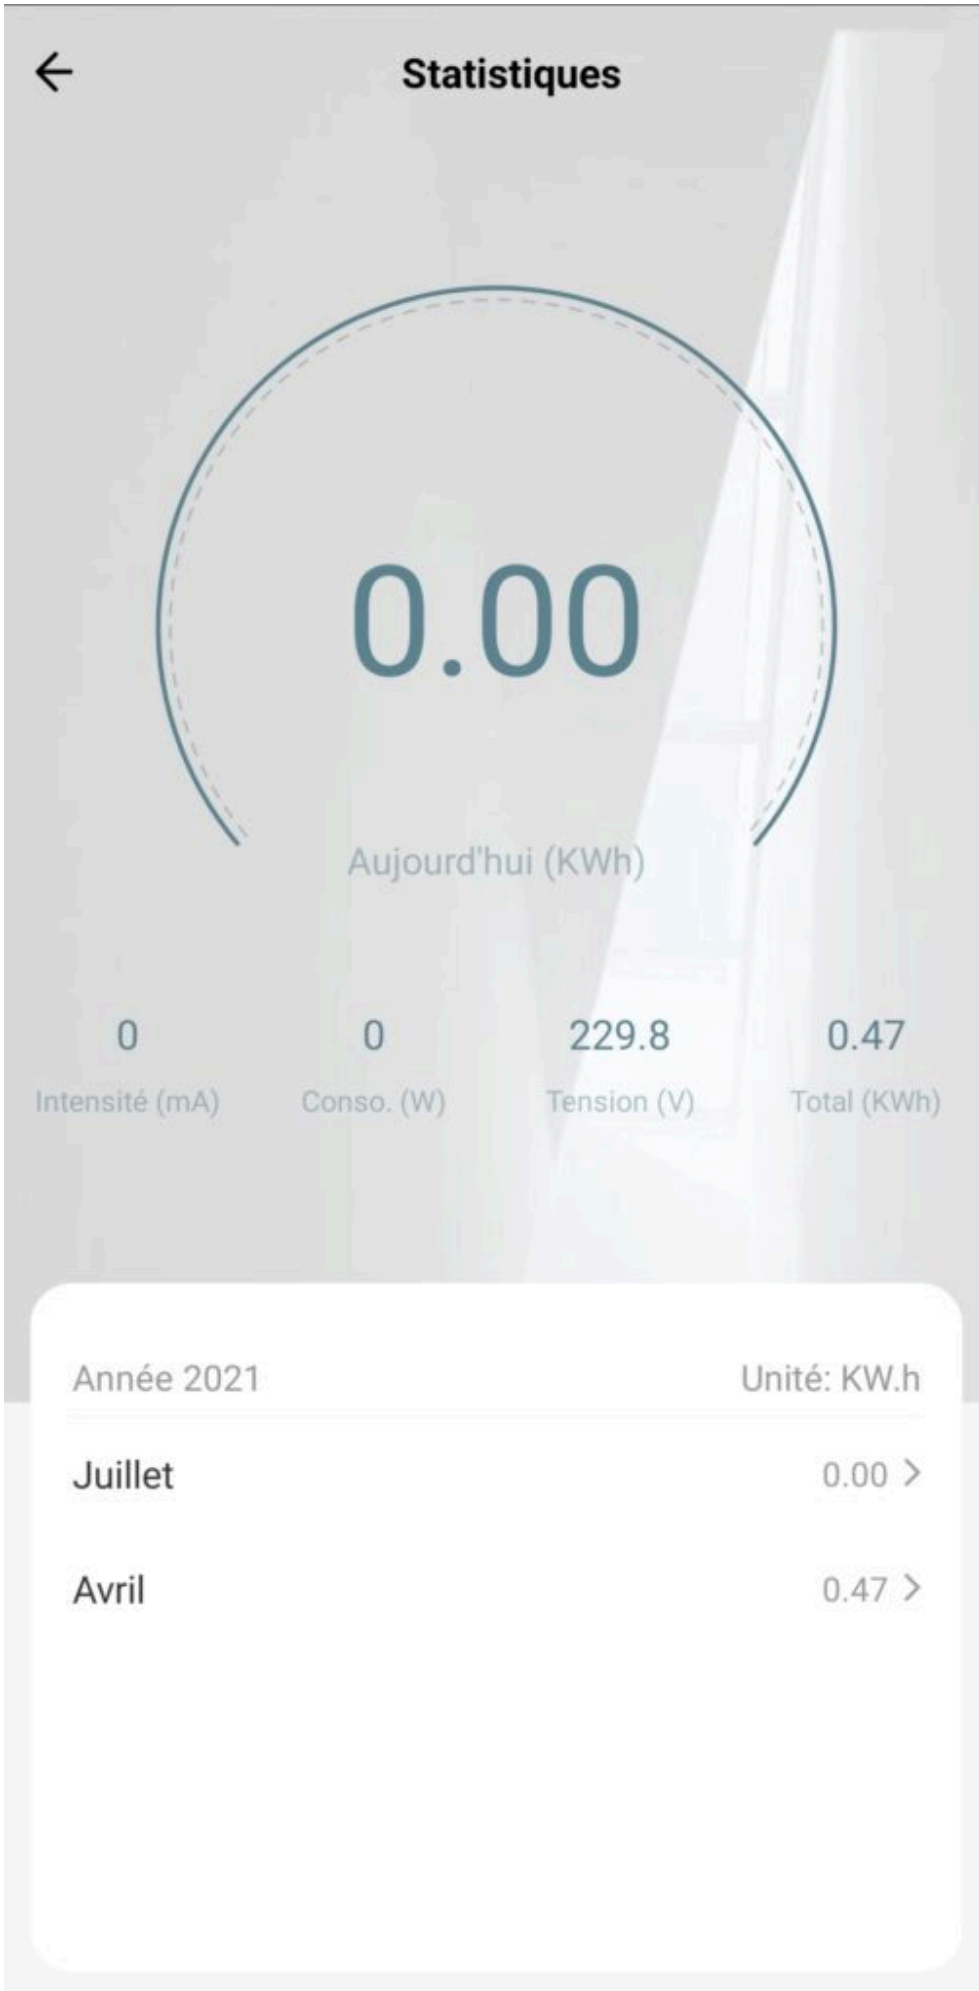 Statistiques
0.00
Aujourd'hui (KWh)
0 0 229.8 0.47
Intensité (mA) Conso. (W) Tension (V) Total (KWh)
Année 2021 Unité: KW.h
Juillet 0.00
Avril 0.47